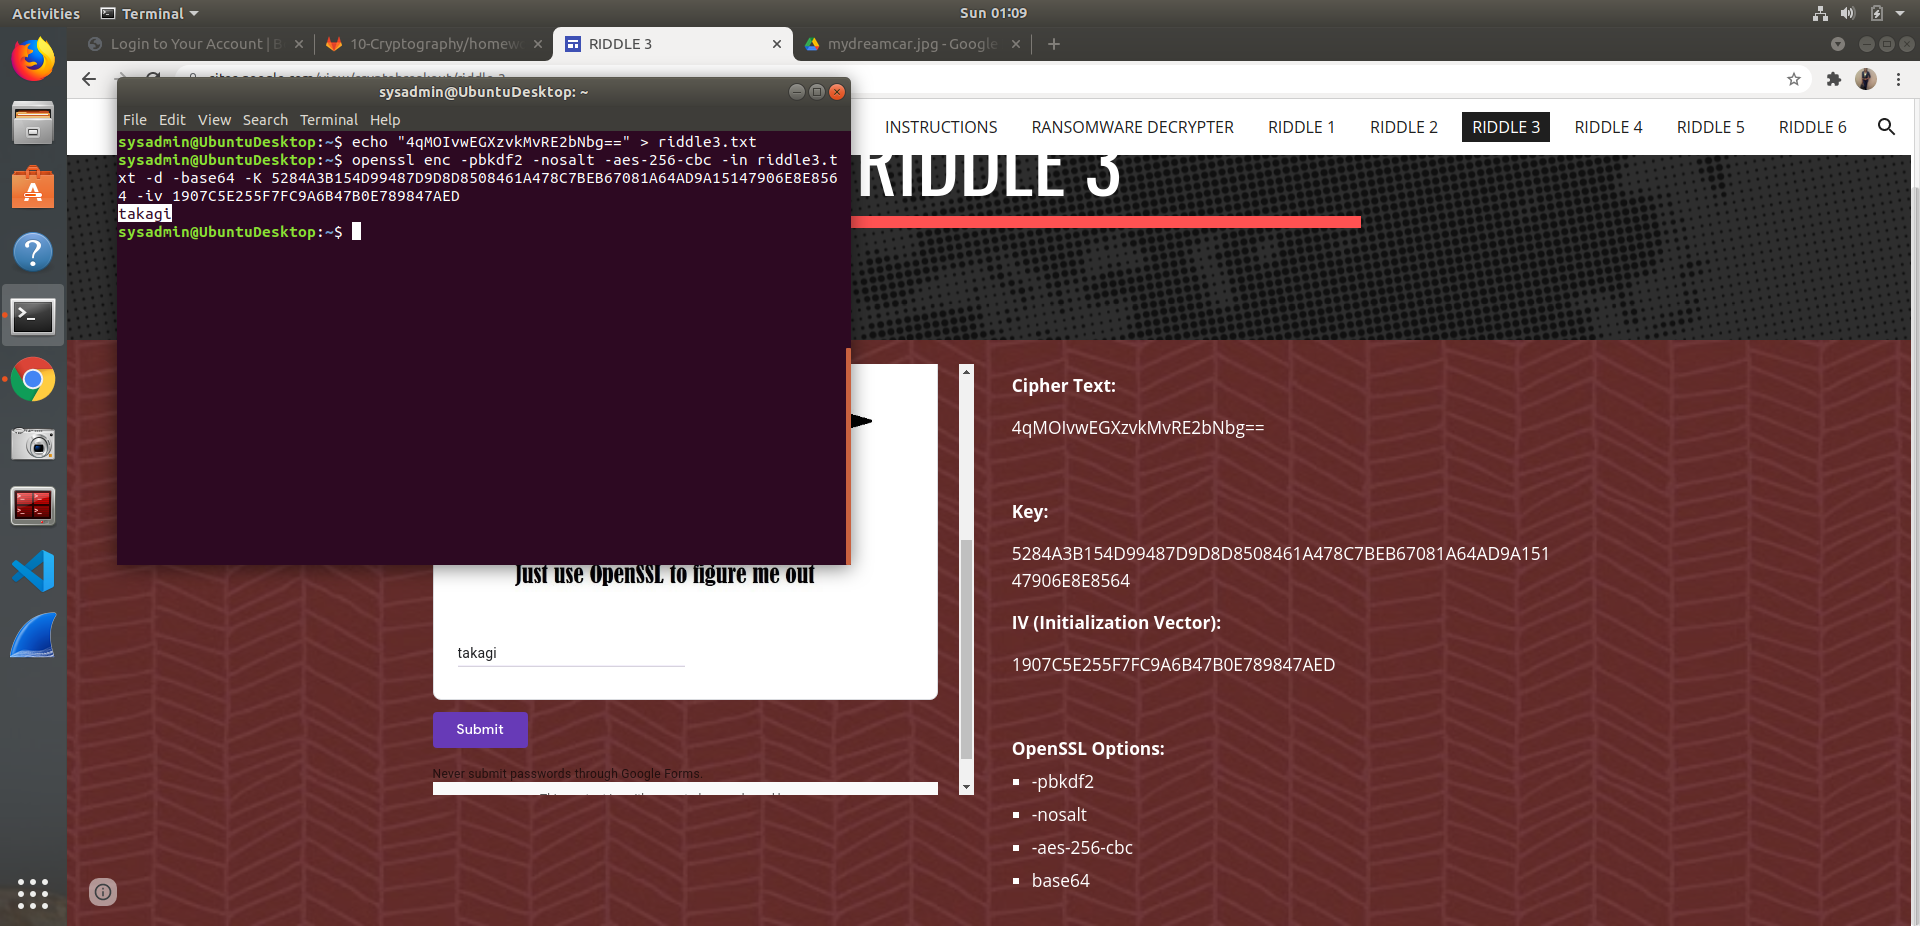 Activities
Terminal
Sun 01:09
Login to Your Account | B
10-Cryptography/homew
RIDDLE 3
mydreamcar.jpg - Google
sysadmin@UbuntuDesktop: ~
File Edit View Search Terminal Help
sysadmin@UbuntuDesktop:~$ echo "4qMOIvwEGXzvkMvRE2bNbg==" > riddle3.txt
sysadmin@UbuntuDesktop:~$ openssl enc -pbkdf2 -nosalt -aes-256-cbc -in riddle3.t
xt -d -base64 -K 5284A3B154D99487D9D8D8508461A478C7BEB67081A64AD9A15147906E8E856
4 -iv 1907C5E255F7FC9A6B47B0E789847AED
takagi
sysadmin@UbuntuDesktop:~$
INSTRUCTIONS RANSOMWARE DECRYPTER RIDDLE 1 RIDDLE 2 RIDDLE 3 RIDDLE 4 RIDDLE 5 RIDDLE 6
RIDDLE 3
Just use OpenSSL to figure me out
takagi
Submit
Never submit passwords through Google Forms.
Cipher Text:
4qMOIvwEGXzvkMvRE2bNbg==
Key:
5284A3B154D99487D9D8D8508461A478C7BEB67081A64AD9A151
47906E8E8564
IV (Initialization Vector):
1907C5E255F7FC9A6B47B0E789847AED
OpenSSL Options:
-pbkdf2
-nosalt
-aes-256-cbc
base64